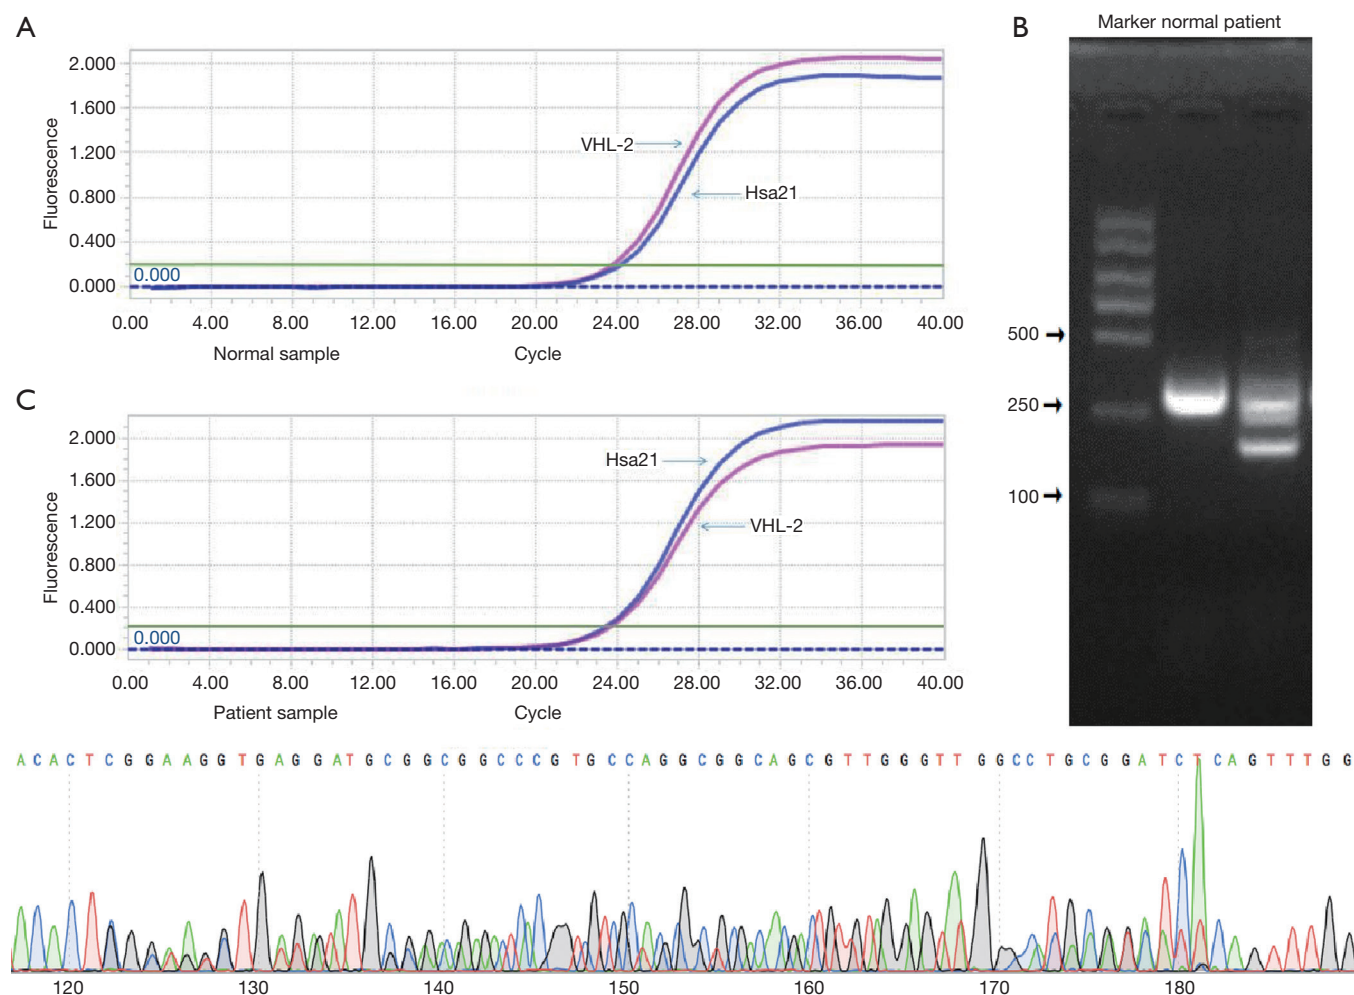 A
2.000
1.600
1.200
0.800
0.400
0.000
Fluorescence
VHL-2
Hsa21
0.000
0.00 4.00 8.00 12.00 16.00 20.00 24.00 28.00 32.00 36.00 40.00
Normal sample Cycle
B
Marker normal patient
500
250
100
C
2.000
1.600
1.200
0.800
0.400
0.000
Fluorescence
Hsa21
VHL-2
0.000
0.00 4.00 8.00 12.00 16.00 20.00 24.00 28.00 32.00 36.00 40.00
Patient sample Cycle
A C A C T C G G A A G G T G A G G A T G C G G C G G C C C G T G C C A G G C G G C A G C G T T G G G T T G G C C T G C G G A T C T C A G T T T G G
120 130 140 150 160 170 180